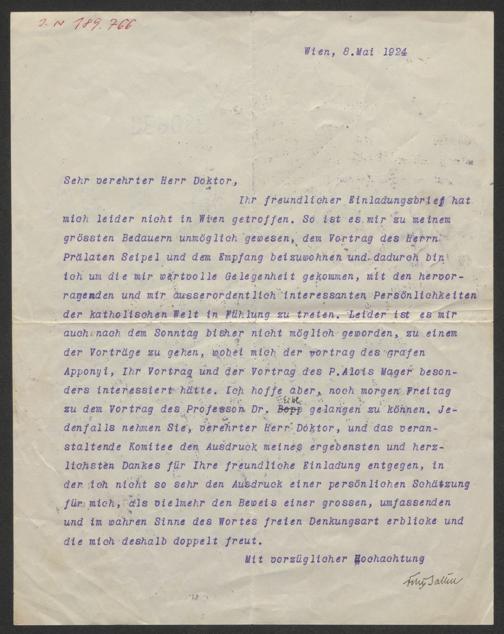 I. N 189.766
Wien, 8.Mai 1924
Sehr verehrter Herr Doktor,
Ihr freundlicher Einladungsbrief hat
mich leider nicht in Wien getroffen. So ist es mir zu meinem
grössten Bedauern unmöglich gewesen, dem Vortrag des Herrn
Prälaten Seipel und dem Empfang beizuwohnen und dadurch bin
ich um die mir wertvolle Gelegenheit gekommen, mit den hervor-
ragenden und mir ausserordentlich interessanten Persönlichkeiten
der katholischen Welt in Fühlung zu treten. Leider ist es mir
auch nach dem Sonntag bisher nicht möglich geworden, zu einem
der Vorträge zu gehen, wobei mich der vortrag des grafen
Apponyi, Ihr Vortrag und der Vortrag des P.Alois Mager beson-
ders interessiert hätte. Ich hoffe aber, noch morgen Freitag
zu dem Vortrag des Professor Dr. Bopp gelangen zu können. Je-
denfalls nehmen Sie, verehrter Herr Doktor, und das veran-
staltende Komitee den Ausdruck meines ergebensten und herz-
lichsten Dankes für Ihre freundliche Einladung entgegen, in
der ich nicht so sehr den Ausdruck einer persönlichen Schätzung
für mich, als vielmehr den Beweis einer grossen, umfassenden
und im wahren Sinne des Wortes freien Denkungsart erblicke und
die mich deshalb doppelt freut.
Mit vorzüglicher Hochachtung
Felix Salten